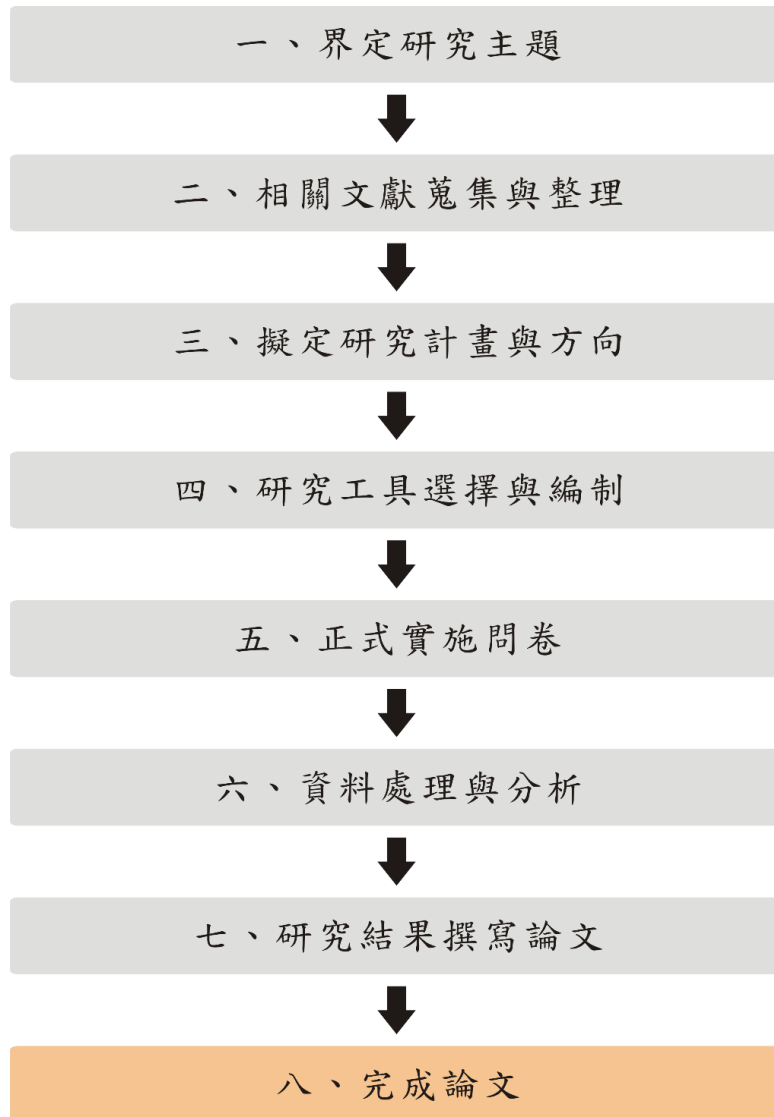 一、界定研究主題
二、相關文獻蒐集與整理
三、擬定研究計畫與方向
四、研究工具選擇與編制
五、正式實施問卷
六、資料處理與分析
七、研究結果撰寫論文
八、完成論文